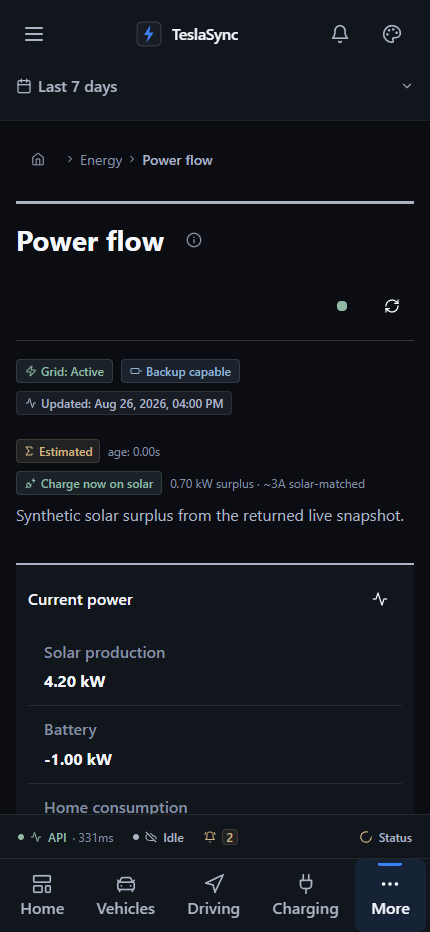 TeslaSync
Last 7 days
Energy
Power flow
Power flow
Grid: Active
Backup capable
Updated: Aug 26, 2026, 04:00 PM
Estimated
age: 0.00s
Charge now on solar
0.70 kW surplus · ~3A solar-matched
Synthetic solar surplus from the returned live snapshot.
Current power
Solar production
4.20 kW
Battery
-1.00 kW
Home consumption
API · 331ms
Idle
2
Status
Home
Vehicles
Driving
Charging
More